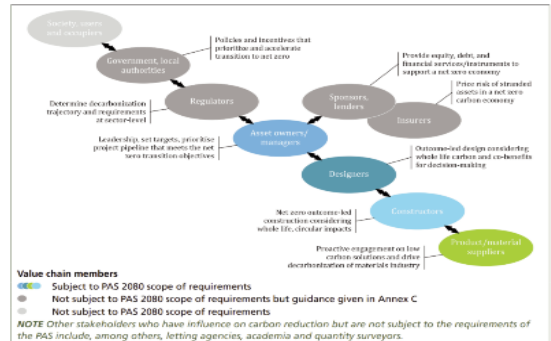 Society, users
and occupiers
Policies and incentives that
prioritize and accelerate
transition to net zero
Government, local
authorities
Provide equity, debt, and
financial services/instruments to
support a net zero economy
Regulators
Sponsors,
lenders
Price risk of stranded
assets in a net zero
carbon economy
Insurers
Determine decarbonization
trajectory and requirements
at sector-level
Asset owners/
managers
Leadership, set targets, prioritise
project pipeline that meets the net
zero transition objectives
Outcome-led design considering
whole life carbon and co-benefits
for decision-making
Designers
Net zero outcome-led
construction considering
whole life, circular impacts
Constructors
Proactive engagement on low
carbon solutions and drive
decarbonization of materials industry
Product/material
suppliers
Value chain members
Subject to PAS 2080 scope of requirements
Not subject to PAS 2080 scope of requirements but guidance given in Annex C
Not subject to PAS 2080 scope of requirements
NOTE Other stakeholders who have influence on carbon reduction but are not subject to the requirements of
the PAS include, among others, letting agencies, academia and quantity surveyors.